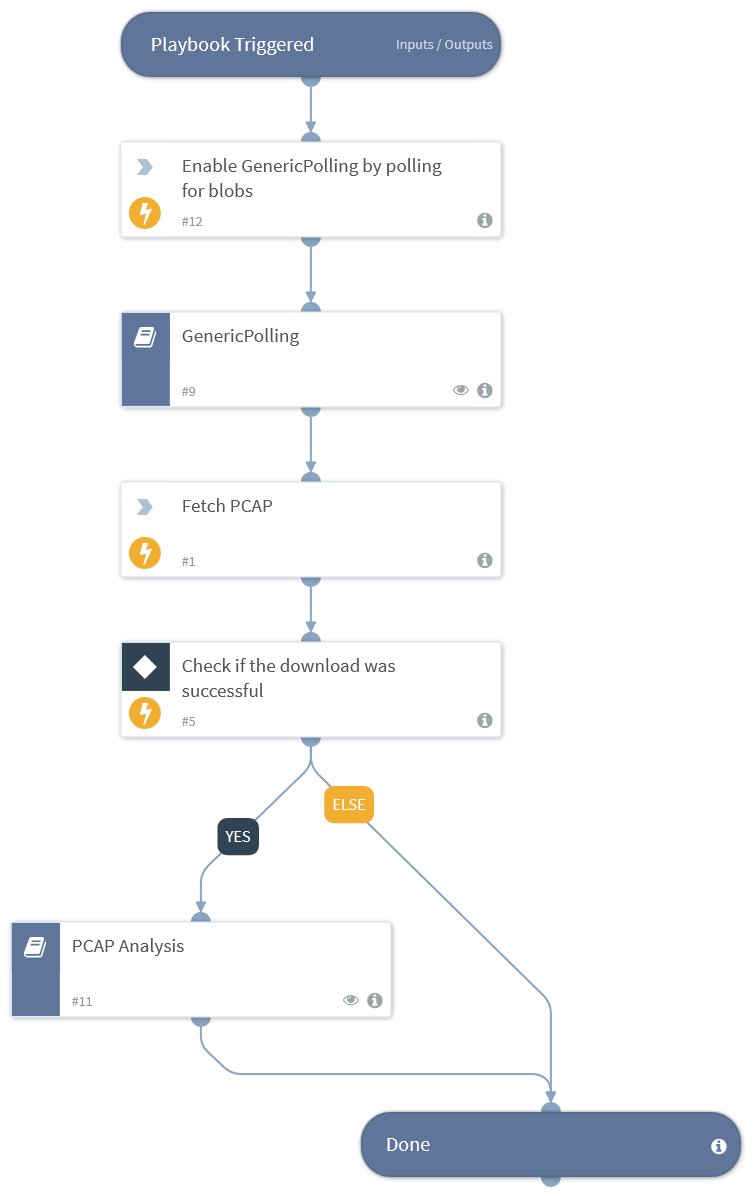 Playbook Triggered
Inputs / Outputs
Enable GenericPolling by polling
for blobs
#12
GenericPolling
#9
Fetch PCAP
#1
Check if the download was
successful
#5
ELSE
YES
PCAP Analysis
#11
Done